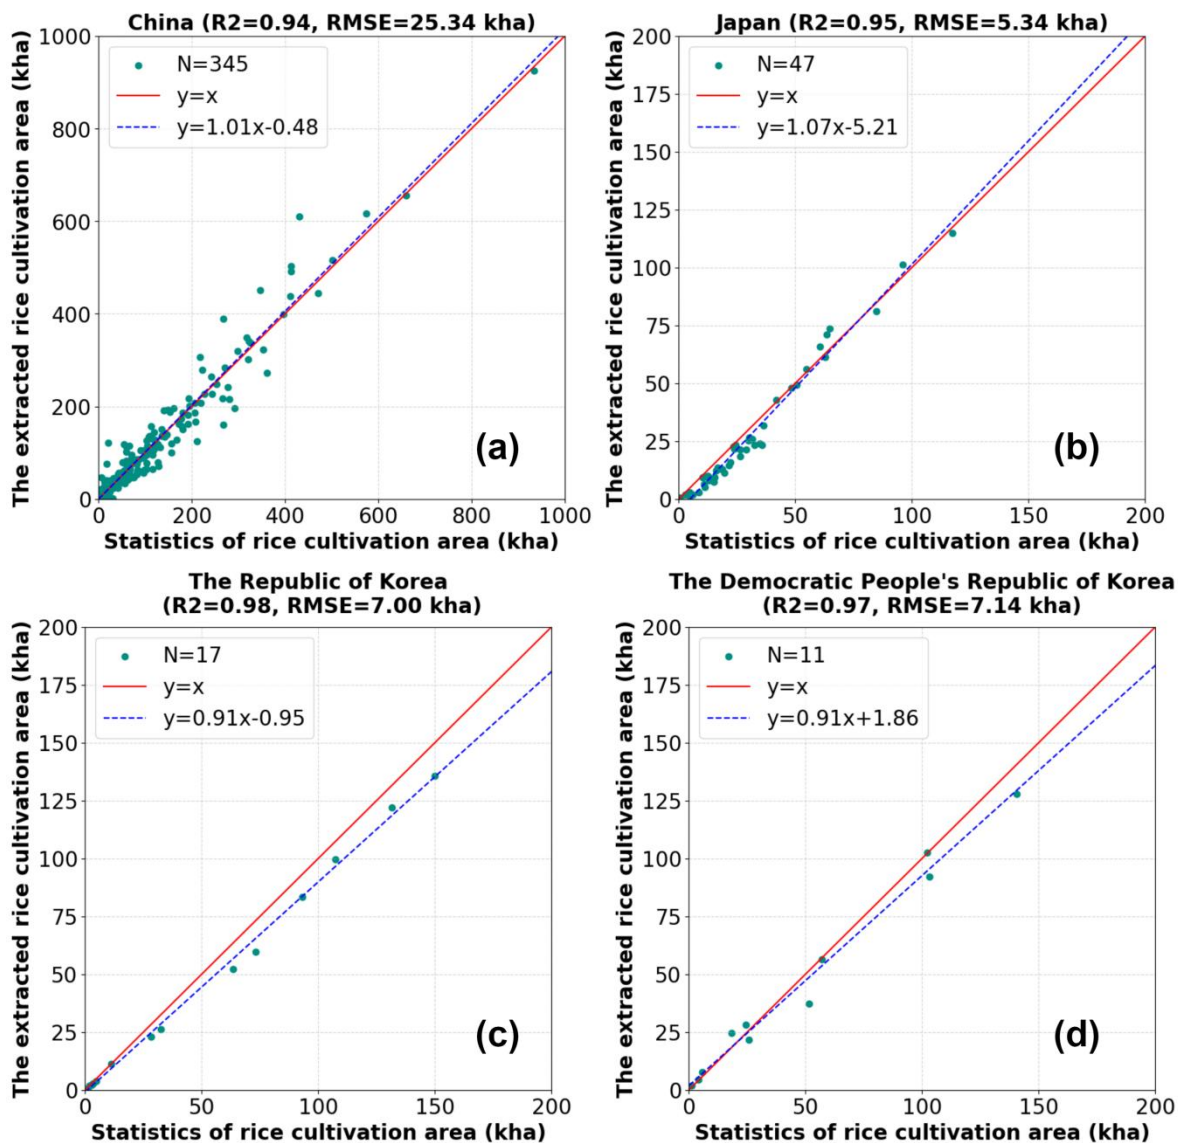 China (R2=0.94, RMSE=25.34 kha)
The extracted rice cultivation area (kha)
1000
800
600
400
200
0
N=345
y=x
y=1.01x-0.48
(a)
0 200 400 600 800 1000
Statistics of rice cultivation area (kha)
Japan (R2=0.95, RMSE=5.34 kha)
The extracted rice cultivation area (kha)
200
175
150
125
100
75
50
25
0
N=47
y=x
y=1.07x-5.21
(b)
0 50 100 150 200
Statistics of rice cultivation area (kha)
The Republic of Korea
(R2=0.98, RMSE=7.00 kha)
The extracted rice cultivation area (kha)
200
175
150
125
100
75
50
25
0
N=17
y=x
y=0.91x-0.95
(c)
0 50 100 150 200
Statistics of rice cultivation area (kha)
The Democratic People's Republic of Korea
(R2=0.97, RMSE=7.14 kha)
The extracted rice cultivation area (kha)
200
175
150
125
100
75
50
25
0
N=11
y=x
y=0.91x+1.86
(d)
0 50 100 150 200
Statistics of rice cultivation area (kha)